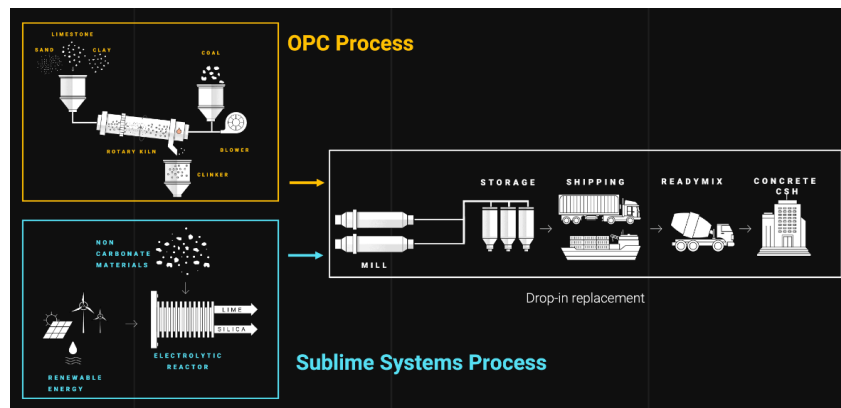 OPC Process
LIMESTONE
SAND
CLAY
COAL
ROTARY KILN
BLOWER
CLINKER
STORAGE
SHIPPING
READYMIX
CONCRETE
CSH
MILL
Drop-in replacement
NON
CARBONATE
MATERIALS
LIME
SILICA
ELECTROLYTIC
REACTOR
RENEWABLE
ENERGY
Sublime Systems Process